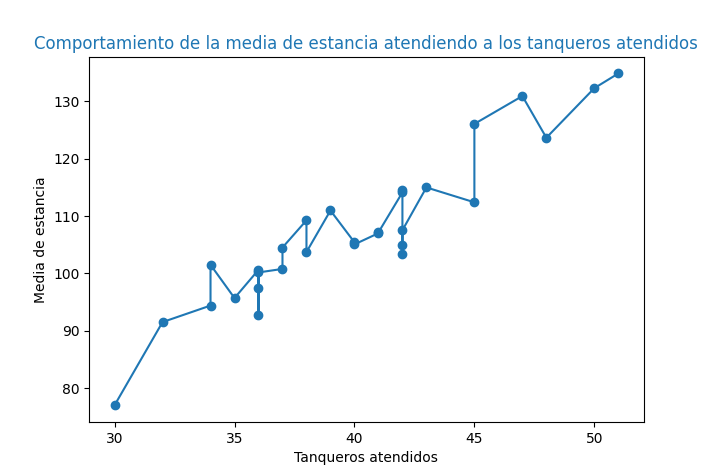 Comportamiento de la media de estancia atendiendo a los tanqueros atendidos
130
120
110
100
90
80
Media de estancia
30 35 40 45 50
Tanqueros atendidos